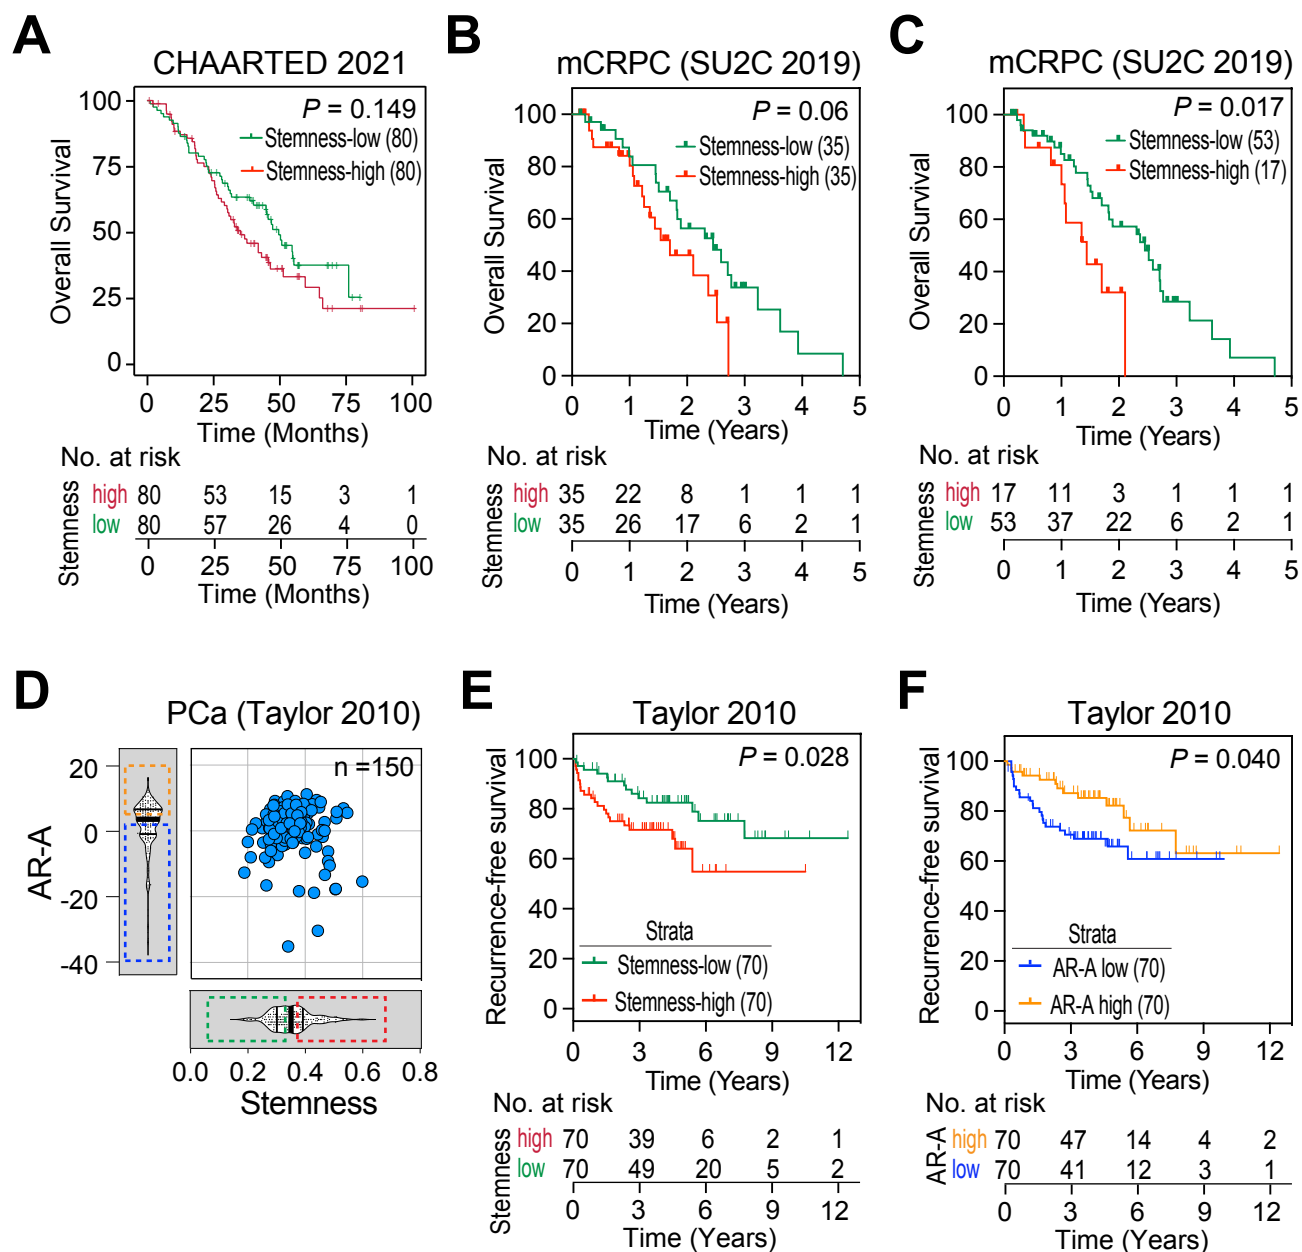 A
CHAARTED 2021
P = 0.149
Stemness-low (80)
Stemness-high (80)
Overall Survival
100
75
50
25
0
0 25 50 75 100
Time (Months)
No. at risk
Stemness
high 80 53 15 3 1
low 80 57 26 4 0
0 25 50 75 100
Time (Months)
B
mCRPC (SU2C 2019)
P = 0.06
Stemness-low (35)
Stemness-high (35)
Overall Survival
100
80
60
40
20
0
0 1 2 3 4 5
Time (Years)
No. at risk
Stemness
high 35 22 8 1 1 1
low 35 26 17 6 2 1
0 1 2 3 4 5
Time (Years)
C
mCRPC (SU2C 2019)
P = 0.017
Stemness-low (53)
Stemness-high (17)
Overall Survival
100
80
60
40
20
0
0 1 2 3 4 5
Time (Years)
No. at risk
Stemness
high 17 11 3 1 1 1
low 53 37 22 6 2 1
0 1 2 3 4 5
Time (Years)
D
PCa (Taylor 2010)
n =150
AR-A
20
0
-20
-40
0.0 0.2 0.4 0.6 0.8
Stemness
E
Taylor 2010
P = 0.028
Recurrence-free survival
100
80
60
40
20
0
Strata
Stemness-low (70)
Stemness-high (70)
0 3 6 9 12
Time (Years)
No. at risk
Stemness
high 70 39 6 2 1
low 70 49 20 5 2
0 3 6 9 12
Time (Years)
F
Taylor 2010
P = 0.040
Recurrence-free survival
100
80
60
40
20
0
Strata
AR-A low (70)
AR-A high (70)
0 3 6 9 12
Time (Years)
No. at risk
AR-A
high 70 47 14 4 2
low 70 41 12 3 1
0 3 6 9 12
Time (Years)